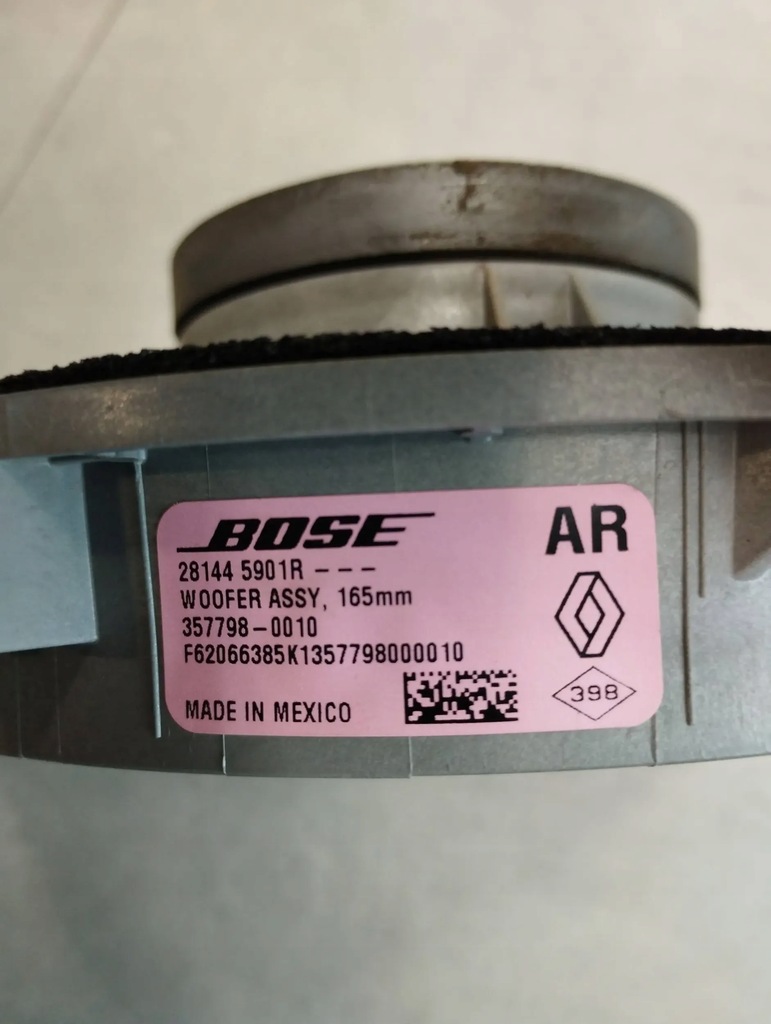 BOSE
AR
28144 5901R - - -
WOOFER ASSY, 165mm
357798-0010
F62066385K1357798000010
MADE IN MEXICO
398